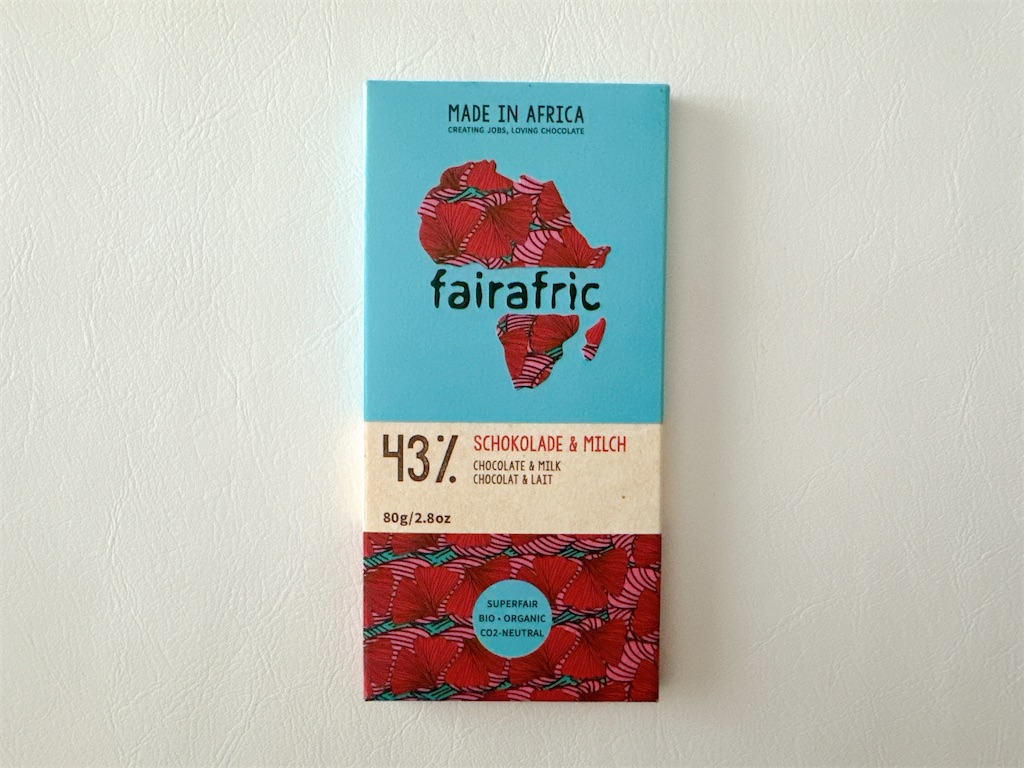 MADE IN AFRICA
CREATING JOBS, LOVING CHOCOLATE
fairafric
43% SCHOKOLADE & MILCH
CHOCOLATE & MILK
CHOCOLAT & LAIT
80g/2.8oz
SUPERFAIR
BIO • ORGANIC
CO2-NEUTRAL